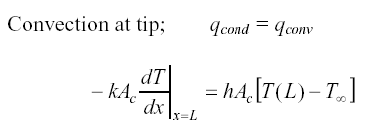 Convection at tip; q_cond = q_conv
- kA_c dT/dx |_{x=L} = hA_c [T(L) – T_∞]